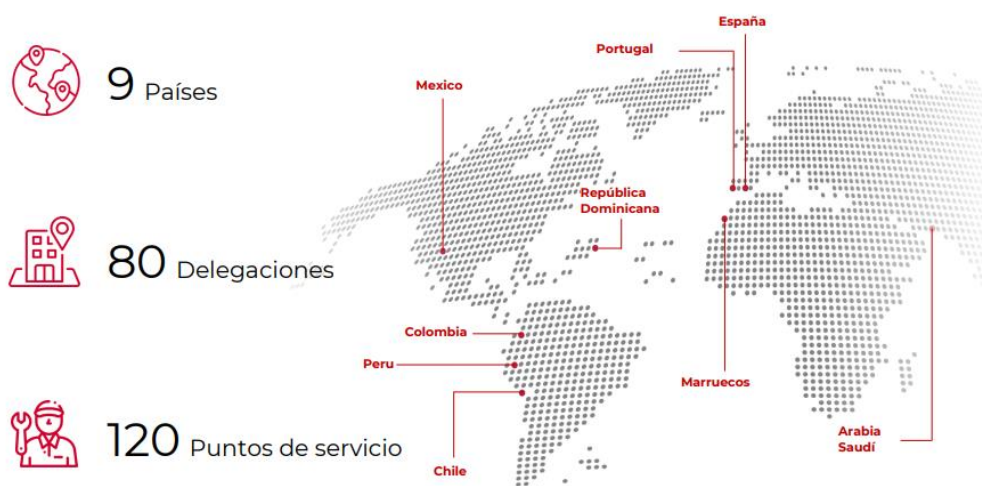 9 Países
80 Delegaciones
120 Puntos de servicio
España
Portugal
Mexico
República
Dominicana
Colombia
Peru
Marruecos
Arabia
Saudí
Chile